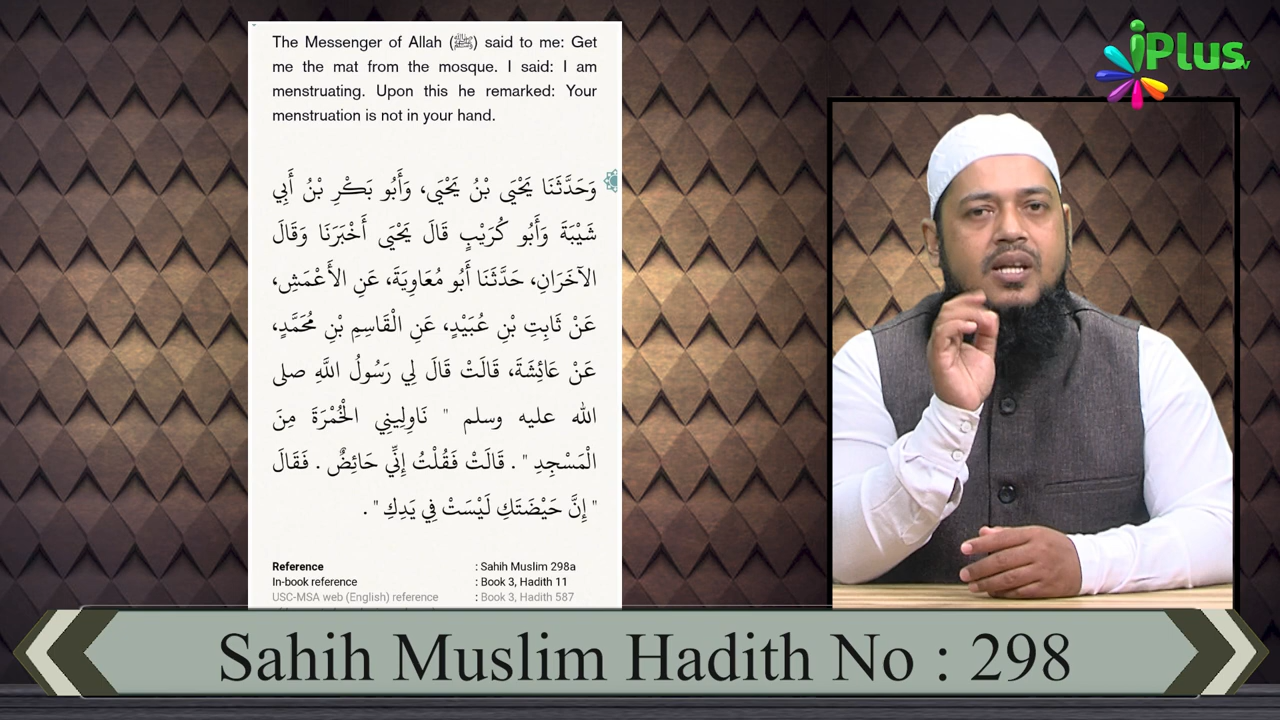 The Messenger of Allah (ﷺ) said to me: Get
me the mat from the mosque. I said: I am
menstruating. Upon this he remarked: Your
menstruation is not in your hand.
وَحَدَّثَنَا يَحْيَى بْنُ يَحْيَى، وَأَبُو بَكْرِ بْنُ أَبِي
شَيْبَةَ وَأَبُو كُرَيْبٍ قَالَ يَحْيَى أَخْبَرَنَا وَقَالَ
الآخَرَانِ، حَدَّثَنَا أَبُو مُعَاوِيَةَ، عَنِ الأَعْمَشِ،
عَنْ ثَابِتِ بْنِ عُبَيْدٍ، عَنِ الْقَاسِمِ بْنِ مُحَمَّدٍ،
عَنْ عَائِشَةَ، قَالَتْ قَالَ لِي رَسُولُ اللَّهِ صلى
الله عليه وسلم " نَاوِلِينِي الْخُمْرَةَ مِنَ
الْمَسْجِدِ " . قَالَتْ فَقُلْتُ إِنِّي حَائِضٌ . فَقَالَ
" إِنَّ حَيْضَتَكِ لَيْسَتْ فِي يَدِكِ " .
Reference : Sahih Muslim 298a
In-book reference : Book 3, Hadith 11
USC-MSA web (English) reference : Book 3, Hadith 587
iPlus TV
Sahih Muslim Hadith No : 298